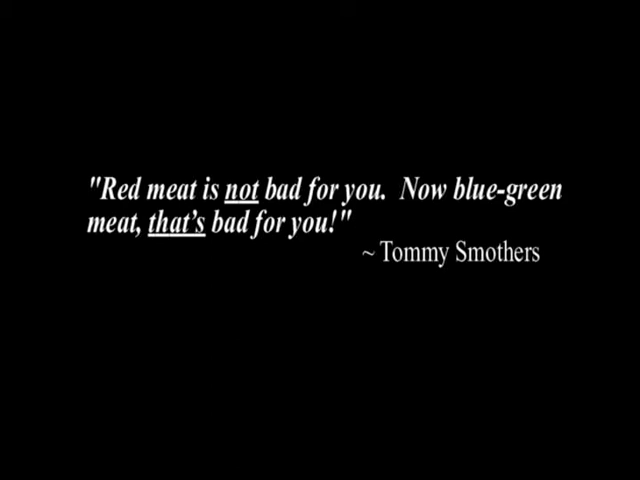 "Red meat is not bad for you.  Now blue-green
meat, that's bad for you!"
~ Tommy Smothers